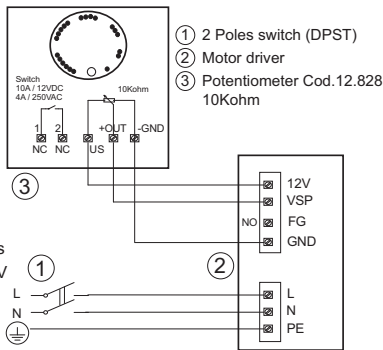 1 2 Poles switch (DPST)
2 Motor driver
3 Potentiometer Cod.12.828
10Kohm
Switch
10A / 12VDC
4A / 250VAC
10Kohm
1 2 +OUT -GND
NC NC US
3
12V
VSP
NO FG
GND
s
V
1
2
L L
N N
PE